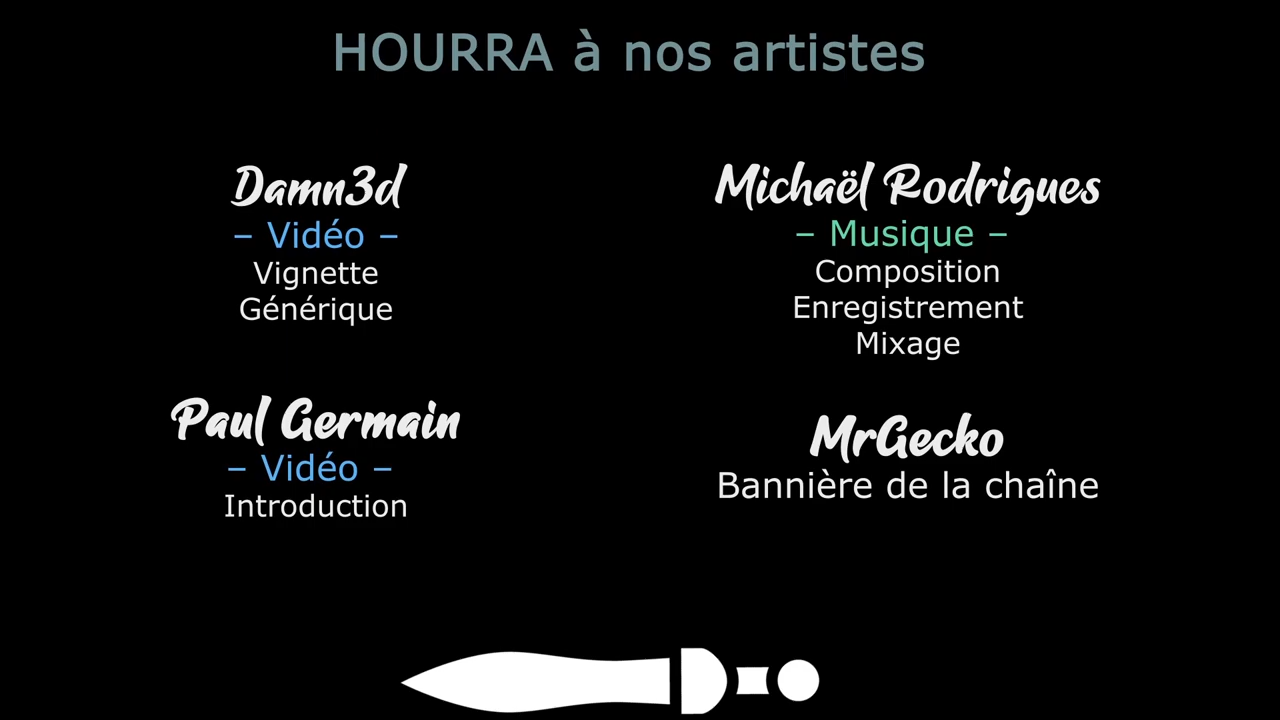 HOURRA à nos artistes
Damn3d
– Vidéo –
Vignette
Générique
Michaël Rodrigues
– Musique –
Composition
Enregistrement
Mixage
Paul Germain
– Vidéo –
Introduction
MrGecko
Bannière de la chaîne